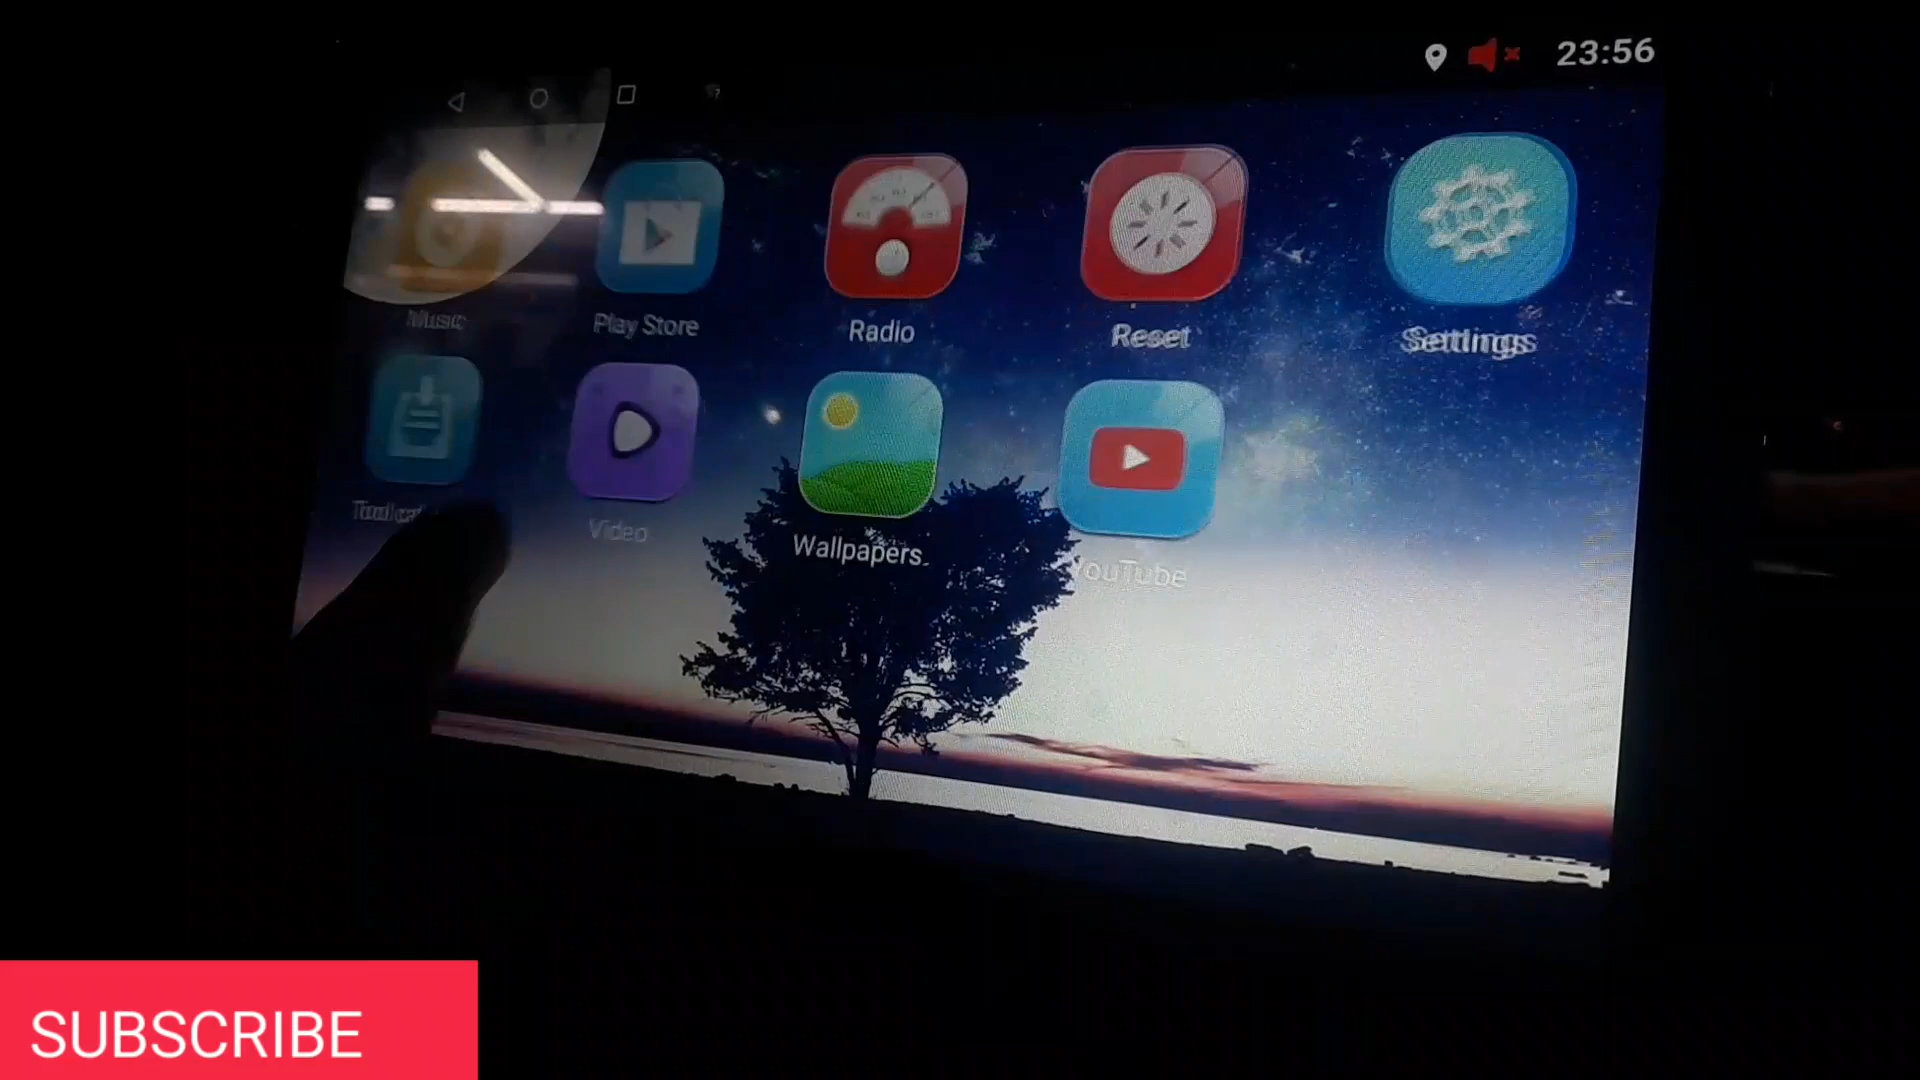 23:56
Music
Play Store
Radio
Reset
Settings
Video
Wallpapers
YouTube
SUBSCRIBE